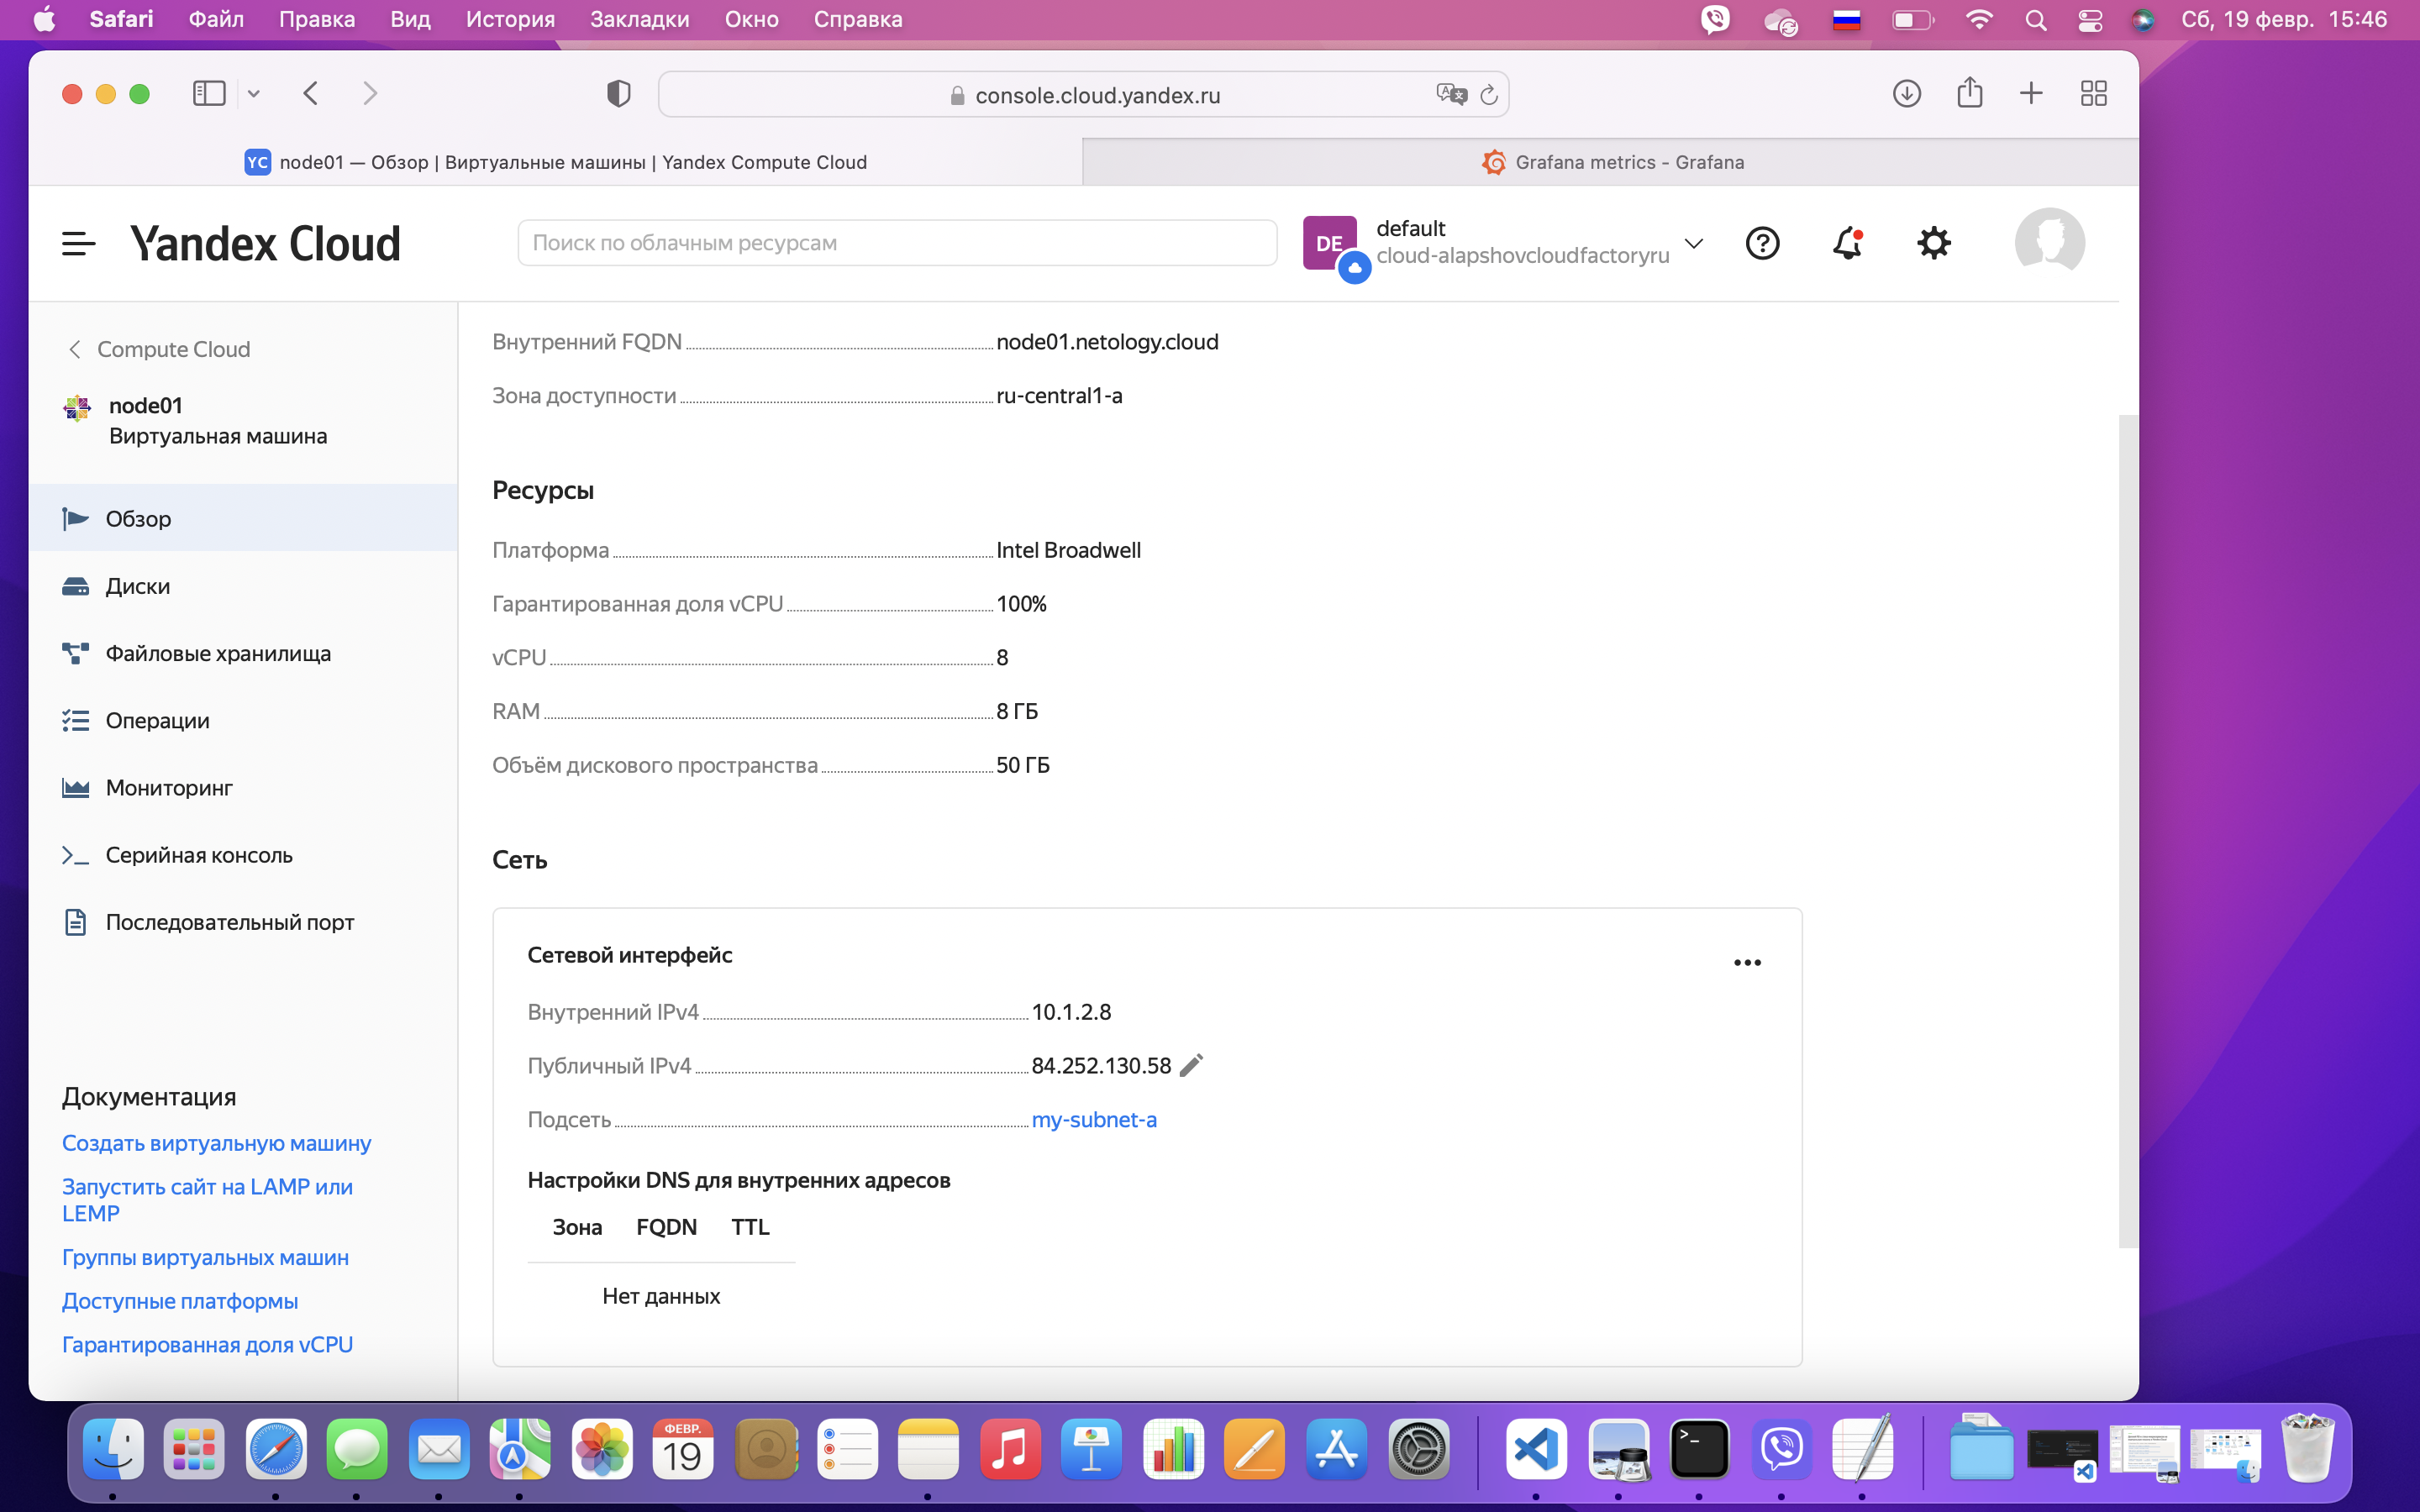 Safari Файл Правка Вид История Закладки Окно Справка Сб, 19 февр. 15:46
console.cloud.yandex.ru
YC node01 — Обзор | Виртуальные машины | Yandex Compute Cloud
Grafana metrics - Grafana
Yandex Cloud
Поиск по облачным ресурсам
DE
default
cloud-alapshovcloudfactoryru
Compute Cloud
node01
Виртуальная машина
Обзор
Диски
Файловые хранилища
Операции
Мониторинг
Серийная консоль
Последовательный порт
Документация
Создать виртуальную машину
Запустить сайт на LAMP или
LEMP
Группы виртуальных машин
Доступные платформы
Гарантированная доля vCPU
Внутренний FQDN node01.netology.cloud
Зона доступности ru-central1-a
Ресурсы
Платформа Intel Broadwell
Гарантированная доля vCPU 100%
vCPU 8
RAM 8 ГБ
Объём дискового пространства 50 ГБ
Сеть
Сетевой интерфейс
Внутренний IPv4 10.1.2.8
Публичный IPv4 84.252.130.58
Подсеть my-subnet-a
Настройки DNS для внутренних адресов
Зона FQDN TTL
Нет данных
ФЕВР.
19